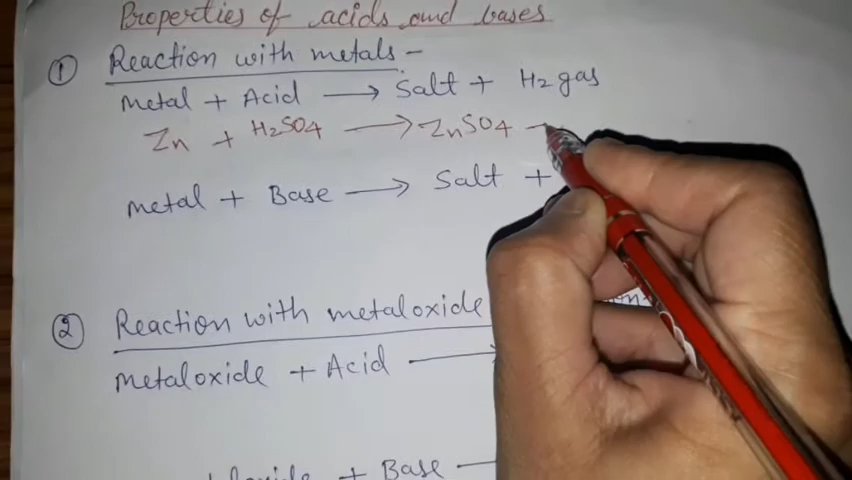 Properties of acids and bases
① Reaction with metals -
Metal + Acid → Salt + H2 gas
Zn + H2SO4 → ZnSO4 -
metal + Base → Salt +
② Reaction with metaloxide
metaloxide + Acid →
+ Base